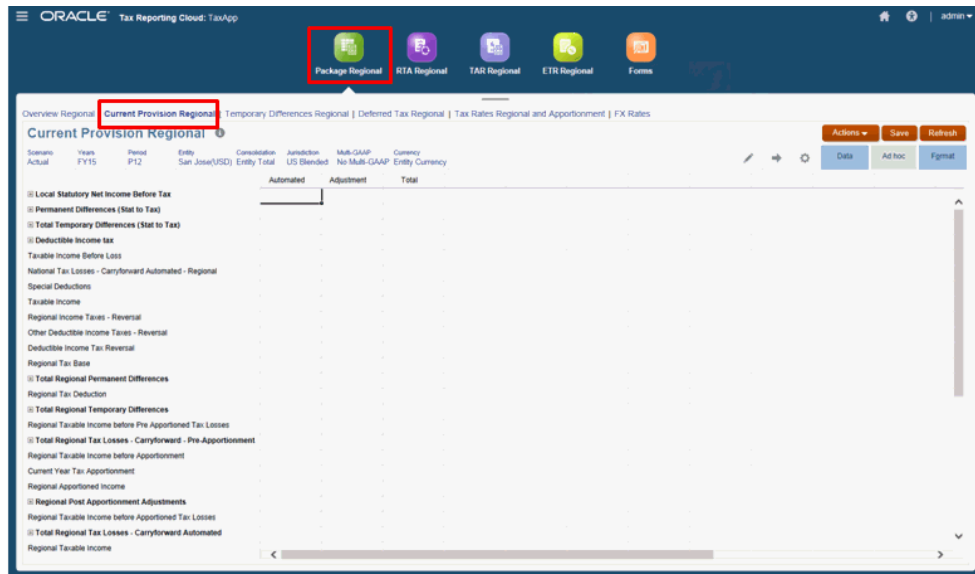 ORACLE Tax Reporting Cloud: TaxApp
admin
Package Regional RTA Regional TAR Regional ETR Regional Forms
Overview Regional | Current Provision Regional | Temporary Differences Regional | Deferred Tax Regional | Tax Rates Regional and Apportionment | FX Rates
Current Provision Regional
Actions Save Refresh
Scenario Years Period Entity Consolidation Jurisdiction Multi-GAAP Currency
Actual FY15 P12 San Jose(USD) Entity Total US Blended No Multi-GAAP Entity Currency
Data Ad hoc Format
Automated Adjustment Total
Local Statutory Net Income Before Tax
Permanent Differences (Stat to Tax)
Total Temporary Differences (Stat to Tax)
Deductible Income tax
Taxable Income Before Loss
National Tax Losses - Carryforward Automated - Regional
Special Deductions
Taxable Income
Regional Income Taxes - Reversal
Other Deductible Income Taxes - Reversal
Deductible Income Tax Reversal
Regional Tax Base
Total Regional Permanent Differences
Regional Tax Deduction
Total Regional Temporary Differences
Regional Taxable Income before Pre Apportioned Tax Losses
Total Regional Tax Losses - Carryforward - Pre-Apportionment
Regional Taxable Income before Apportionment
Current Year Tax Apportionment
Regional Apportioned Income
Regional Post Apportionment Adjustments
Regional Taxable Income before Apportioned Tax Losses
Total Regional Tax Losses - Carryforward Automated
Regional Taxable Income